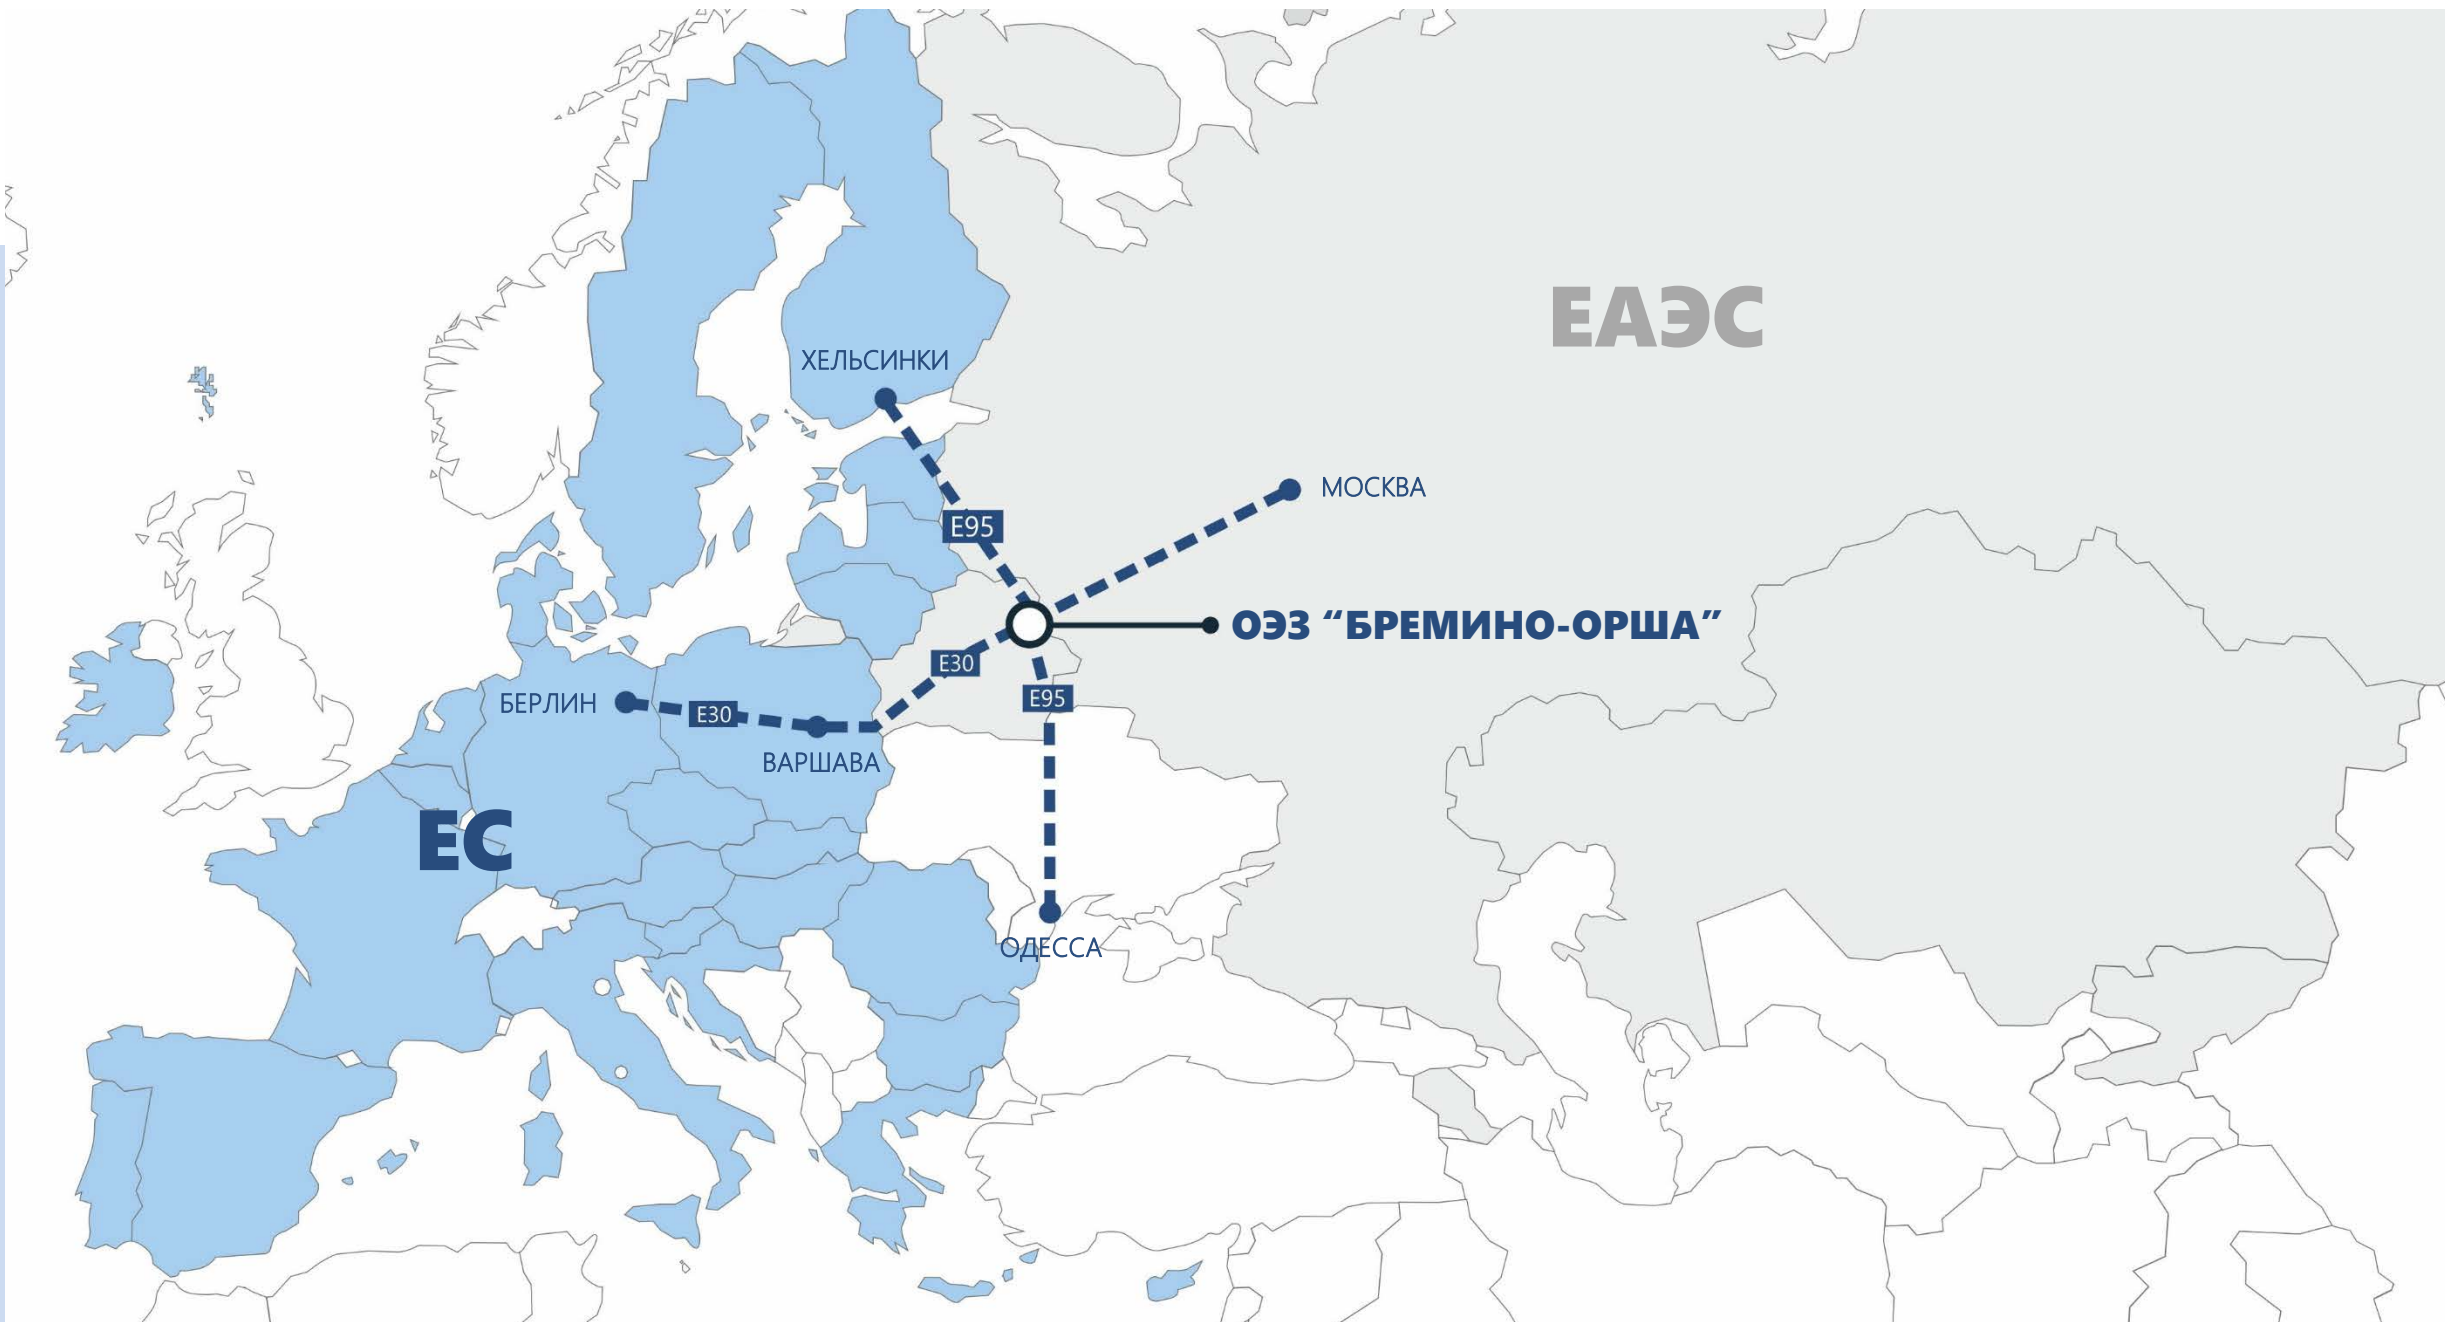 ЕАЭС
ХЕЛЬСИНКИ
МОСКВА
E95
ОЭЗ “БРЕМИНО-ОРША”
E30
E95
БЕРЛИН
E30
ВАРШАВА
ЕС
ОДЕССА